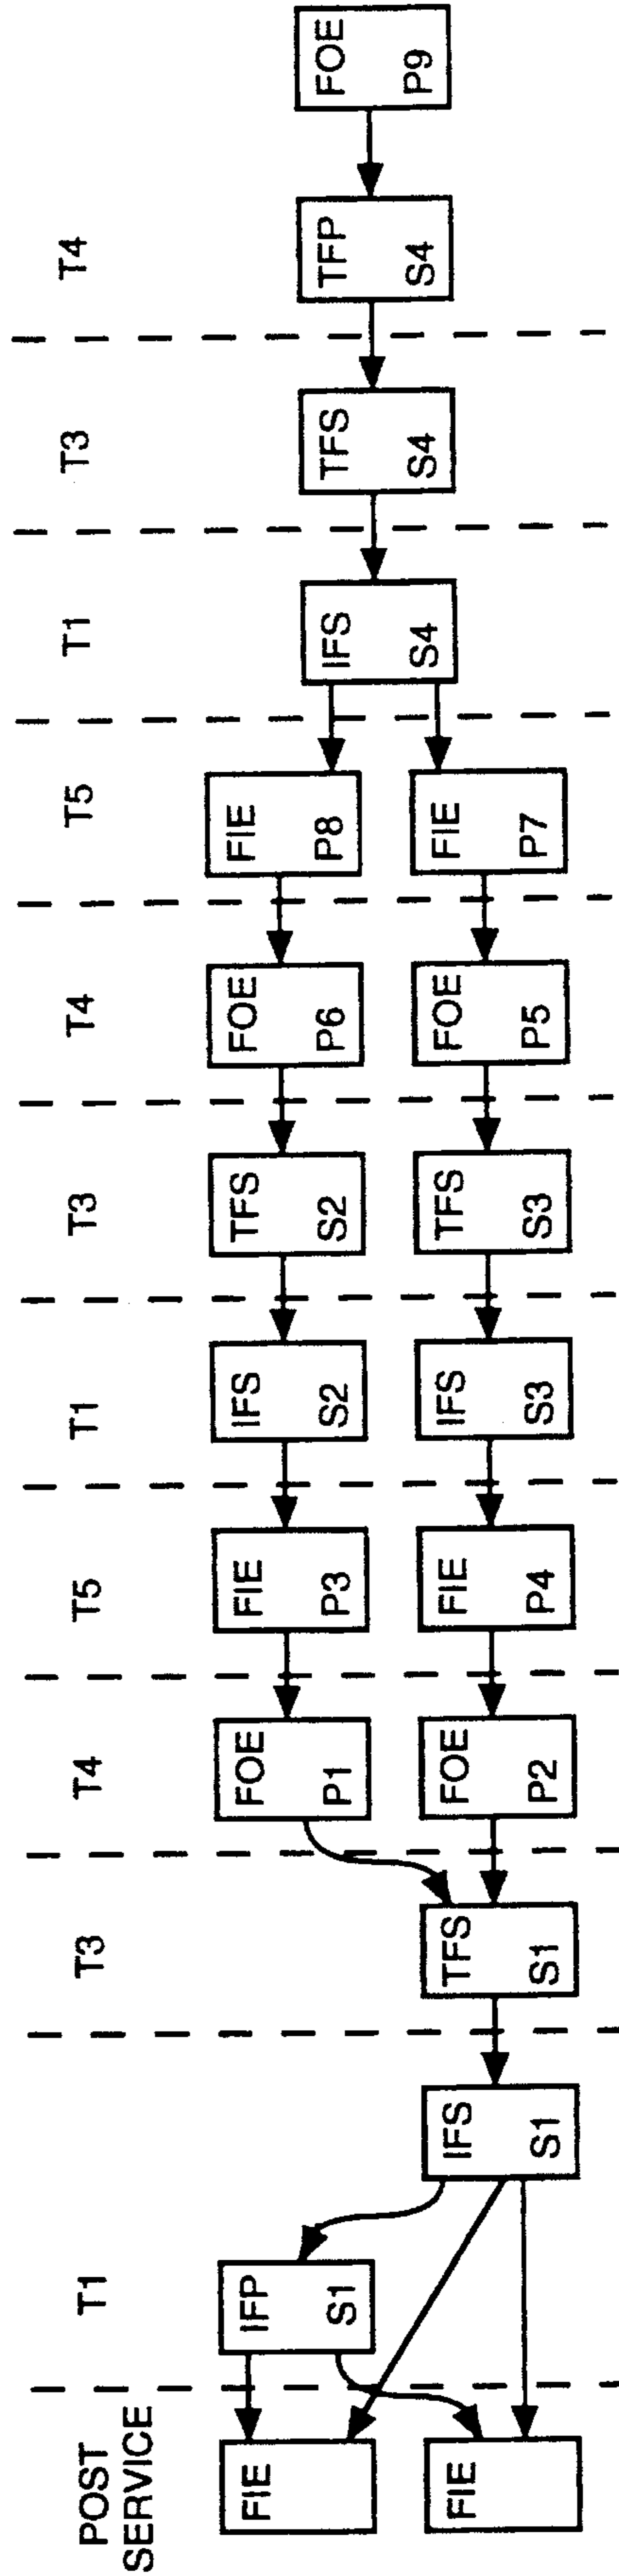 POST
SERVICE
T1
T3
T4
T5
T1
T3
T4
T5
T1
T3
T4
FIE
IFP
S1
FOE
P1
FIE
P3
IFS
S2
TFS
S2
FOE
P6
FIE
P8
IFS
S4
TFS
S4
TFP
S4
FOE
P9
FIE
IFS
S1
TFS
S1
FOE
P2
FIE
P4
IFS
S3
TFS
S3
FOE
P5
FIE
P7